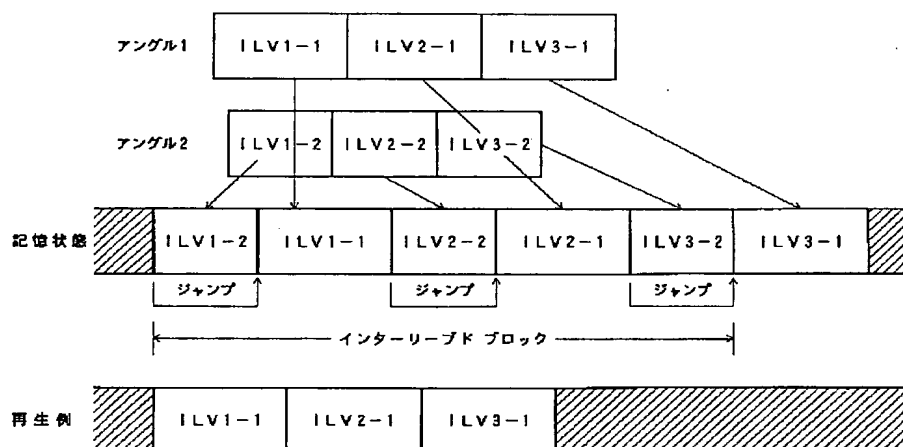 アングル1 ILV1-1 ILV2-1 ILV3-1
アングル2 ILV1-2 ILV2-2 ILV3-2
記憶状態 ILV1-2 ILV1-1 ILV2-2 ILV2-1 ILV3-2 ILV3-1
ジャンプ ジャンプ ジャンプ
インターリーブド ブロック
再生例 ILV1-1 ILV2-1 ILV3-1